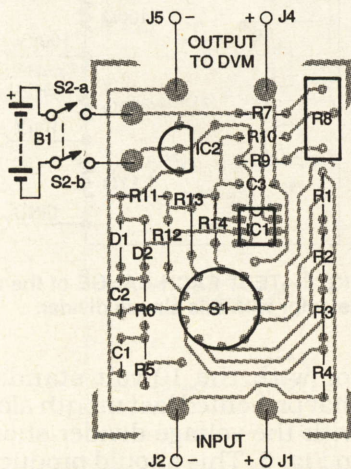 J5 - + J4
OUTPUT
TO DVM
+ S2-a
B1
S2-b
R7
R8
R10
IC2
R9
C3
R11
R13
R1
R14
IC1
D1
R12
D2
R2
C2
S1
R6
R3
C1
R5
R4
INPUT
J2 - + J1